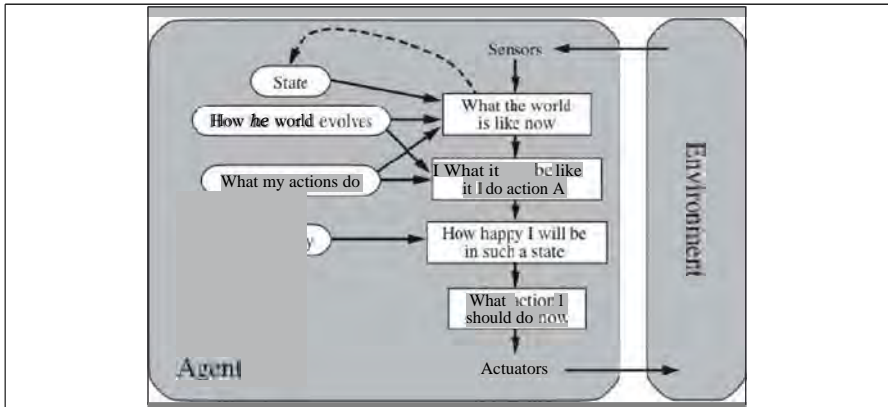 Sensors
State
What the world
is like now
How he world evolves
I What it be like
it I do action A
What my actions do
y
How happy I will be
in such a state
What action I
should do now
Agent
Actuators
Environment